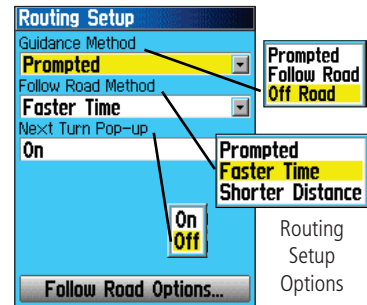 Routing Setup
Guidance Method
Prompted
Follow Road Method
Faster Time
Next Turn Pop-up
On
Follow Road Options...
Prompted
Follow Road
Off Road
Prompted
Faster Time
Shorter Distance
On
Off
Routing
Setup
Options